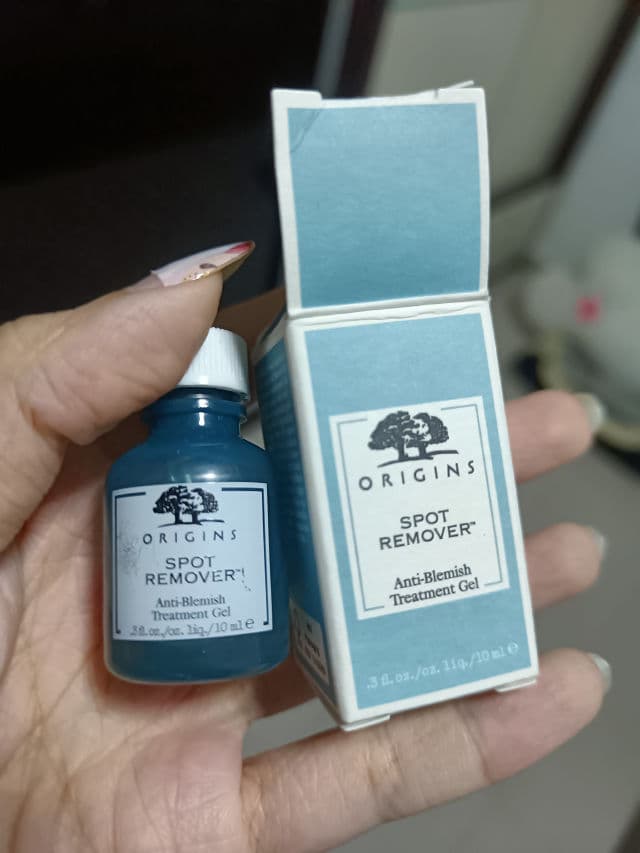 ORIGINS
SPOT
REMOVER™
Anti-Blemish
Treatment Gel
.3 fl. oz./oz. liq./10 ml ℮
ORIGINS
SPOT
REMOVER™
Anti-Blemish
Treatment Gel
.3 fl. oz./oz. liq./10 ml ℮